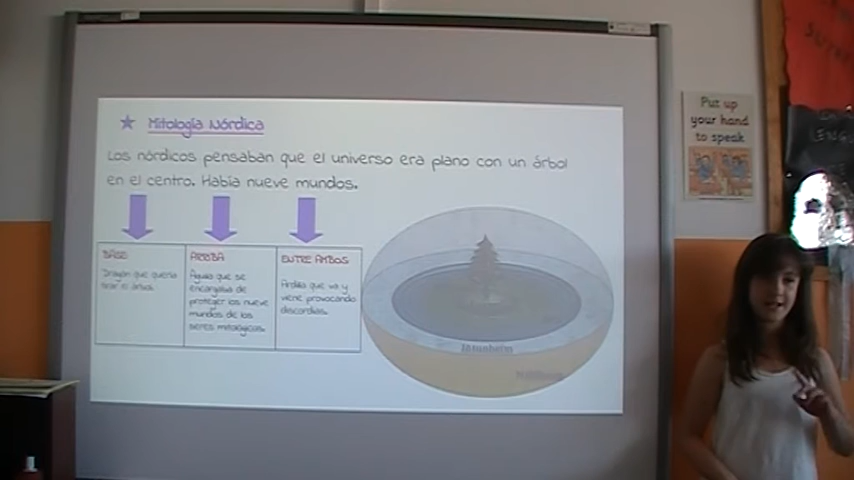 Mitología Nórdica
Los nórdicos pensaban que el universo era plano con un árbol
en el centro. Había nueve mundos.
BASE
Dragón que quería
tirar el árbol.
ARRIBA
Águila que se
encargaba de
proteger los nueve
mundos de los
seres mitológicos.
ENTRE AMBOS
Ardilla que va y
viene provocando
discordias.
Put up
your hand
to speak